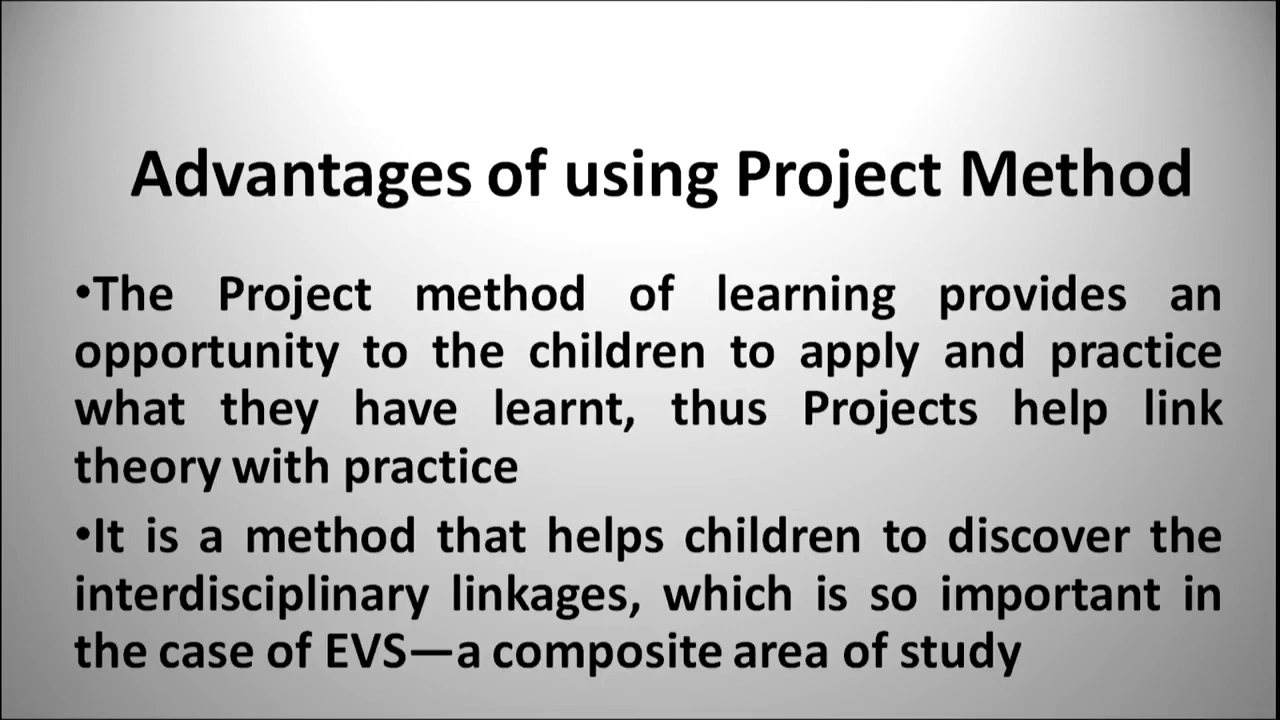 Advantages of using Project Method
•The Project method of learning provides an
opportunity to the children to apply and practice
what they have learnt, thus Projects help link
theory with practice
•It is a method that helps children to discover the
interdisciplinary linkages, which is so important in
the case of EVS—a composite area of study